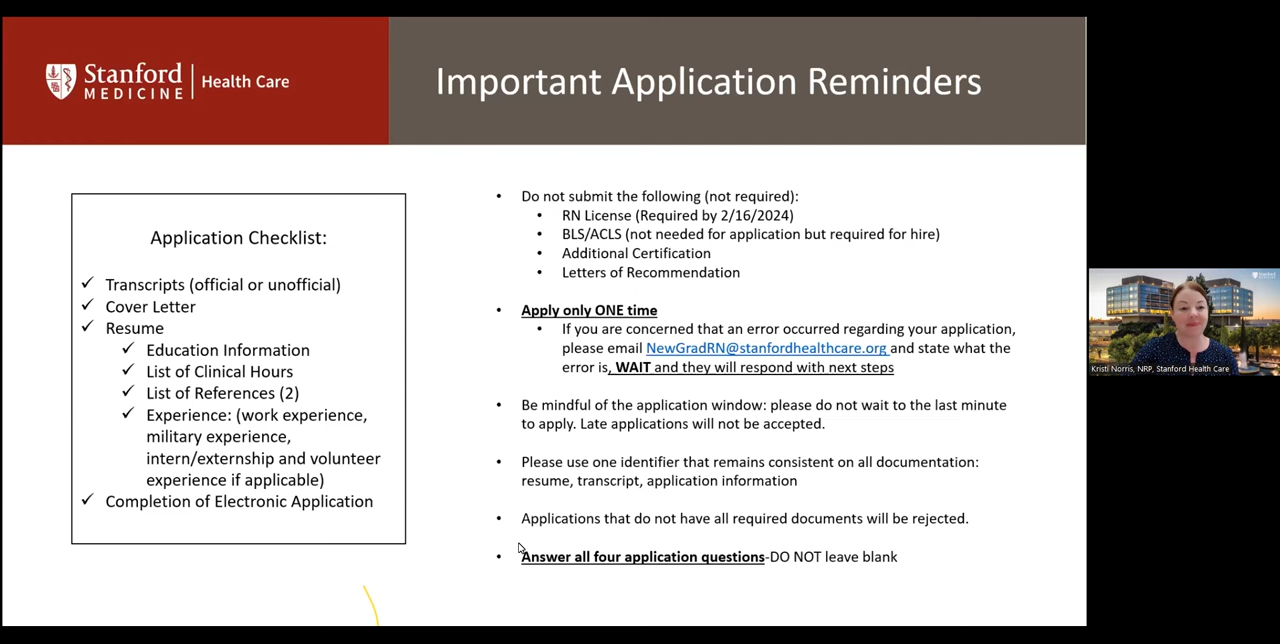 Stanford
MEDICINE
Health Care
Important Application Reminders
Application Checklist:
✓ Transcripts (official or unofficial)
✓ Cover Letter
✓ Resume
✓ Education Information
✓ List of Clinical Hours
✓ List of References (2)
✓ Experience: (work experience,
military experience,
intern/externship and volunteer
experience if applicable)
✓ Completion of Electronic Application
• Do not submit the following (not required):
• RN License (Required by 2/16/2024)
• BLS/ACLS (not needed for application but required for hire)
• Additional Certification
• Letters of Recommendation
• Apply only ONE time
• If you are concerned that an error occurred regarding your application,
please email NewGradRN@stanfordhealthcare.org and state what the
error is, WAIT and they will respond with next steps
• Be mindful of the application window: please do not wait to the last minute
to apply. Late applications will not be accepted.
• Please use one identifier that remains consistent on all documentation:
resume, transcript, application information
• Applications that do not have all required documents will be rejected.
• Answer all four application questions-DO NOT leave blank
Kristi Norris, NRP, Stanford Health Care